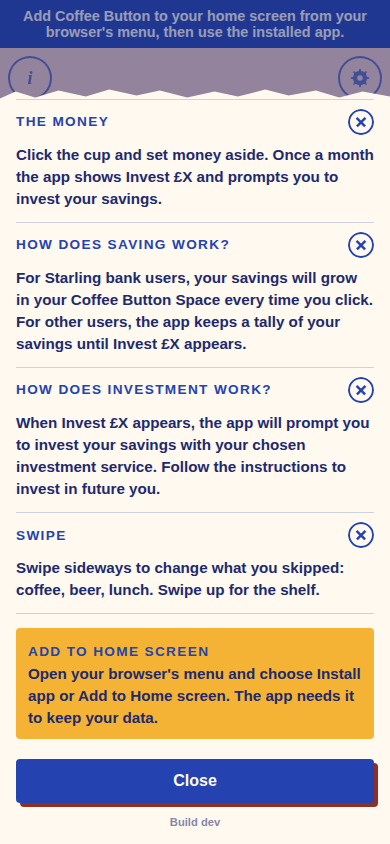 Add Coffee Button to your home screen from your
browser's menu, then use the installed app.
i
THE MONEY
Click the cup and set money aside. Once a month
the app shows Invest £X and prompts you to
invest your savings.
HOW DOES SAVING WORK?
For Starling bank users, your savings will grow
in your Coffee Button Space every time you click.
For other users, the app keeps a tally of your
savings until Invest £X appears.
HOW DOES INVESTMENT WORK?
When Invest £X appears, the app will prompt you
to invest your savings with your chosen
investment service. Follow the instructions to
invest in future you.
SWIPE
Swipe sideways to change what you skipped:
coffee, beer, lunch. Swipe up for the shelf.
ADD TO HOME SCREEN
Open your browser's menu and choose Install
app or Add to Home screen. The app needs it
to keep your data.
Close
Build dev